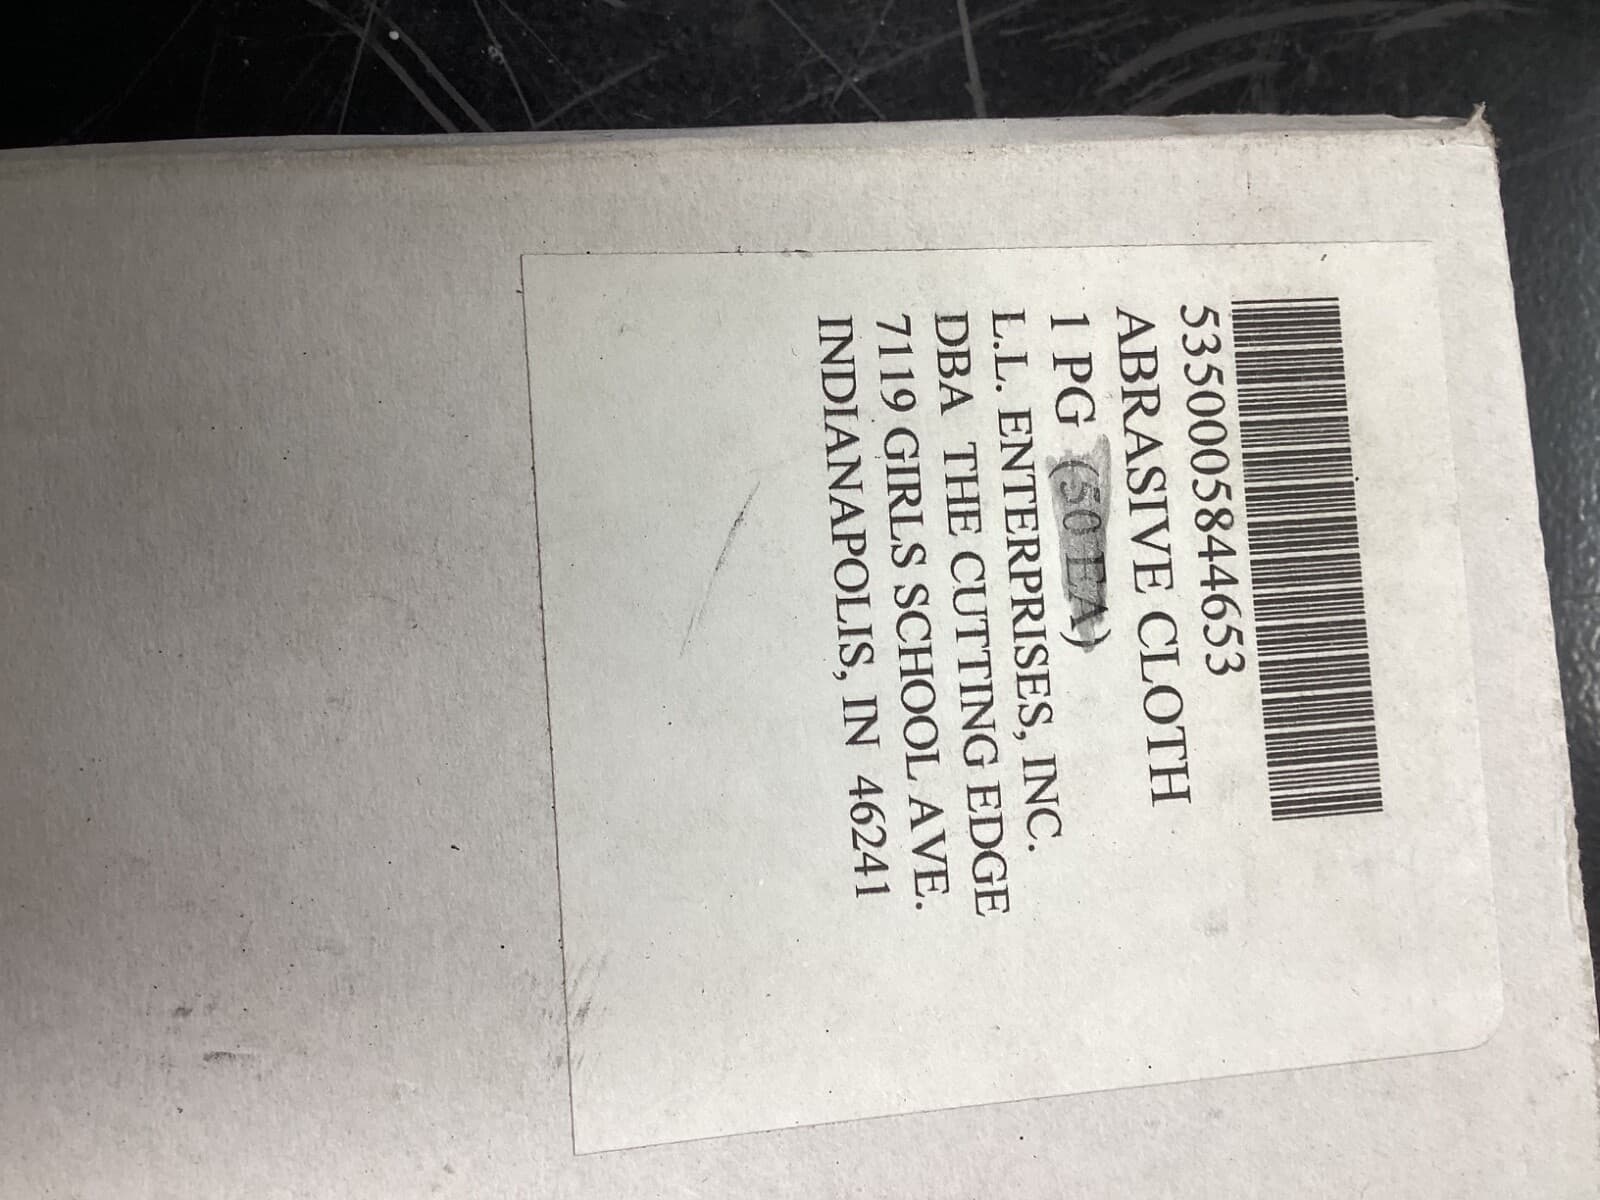 5350005844653
ABRASIVE CLOTH
1 PG (50 EA)
L.L. ENTERPRISES, INC.
DBA THE CUTTING EDGE
7119 GIRLS SCHOOL AVE.
INDIANAPOLIS, IN 46241